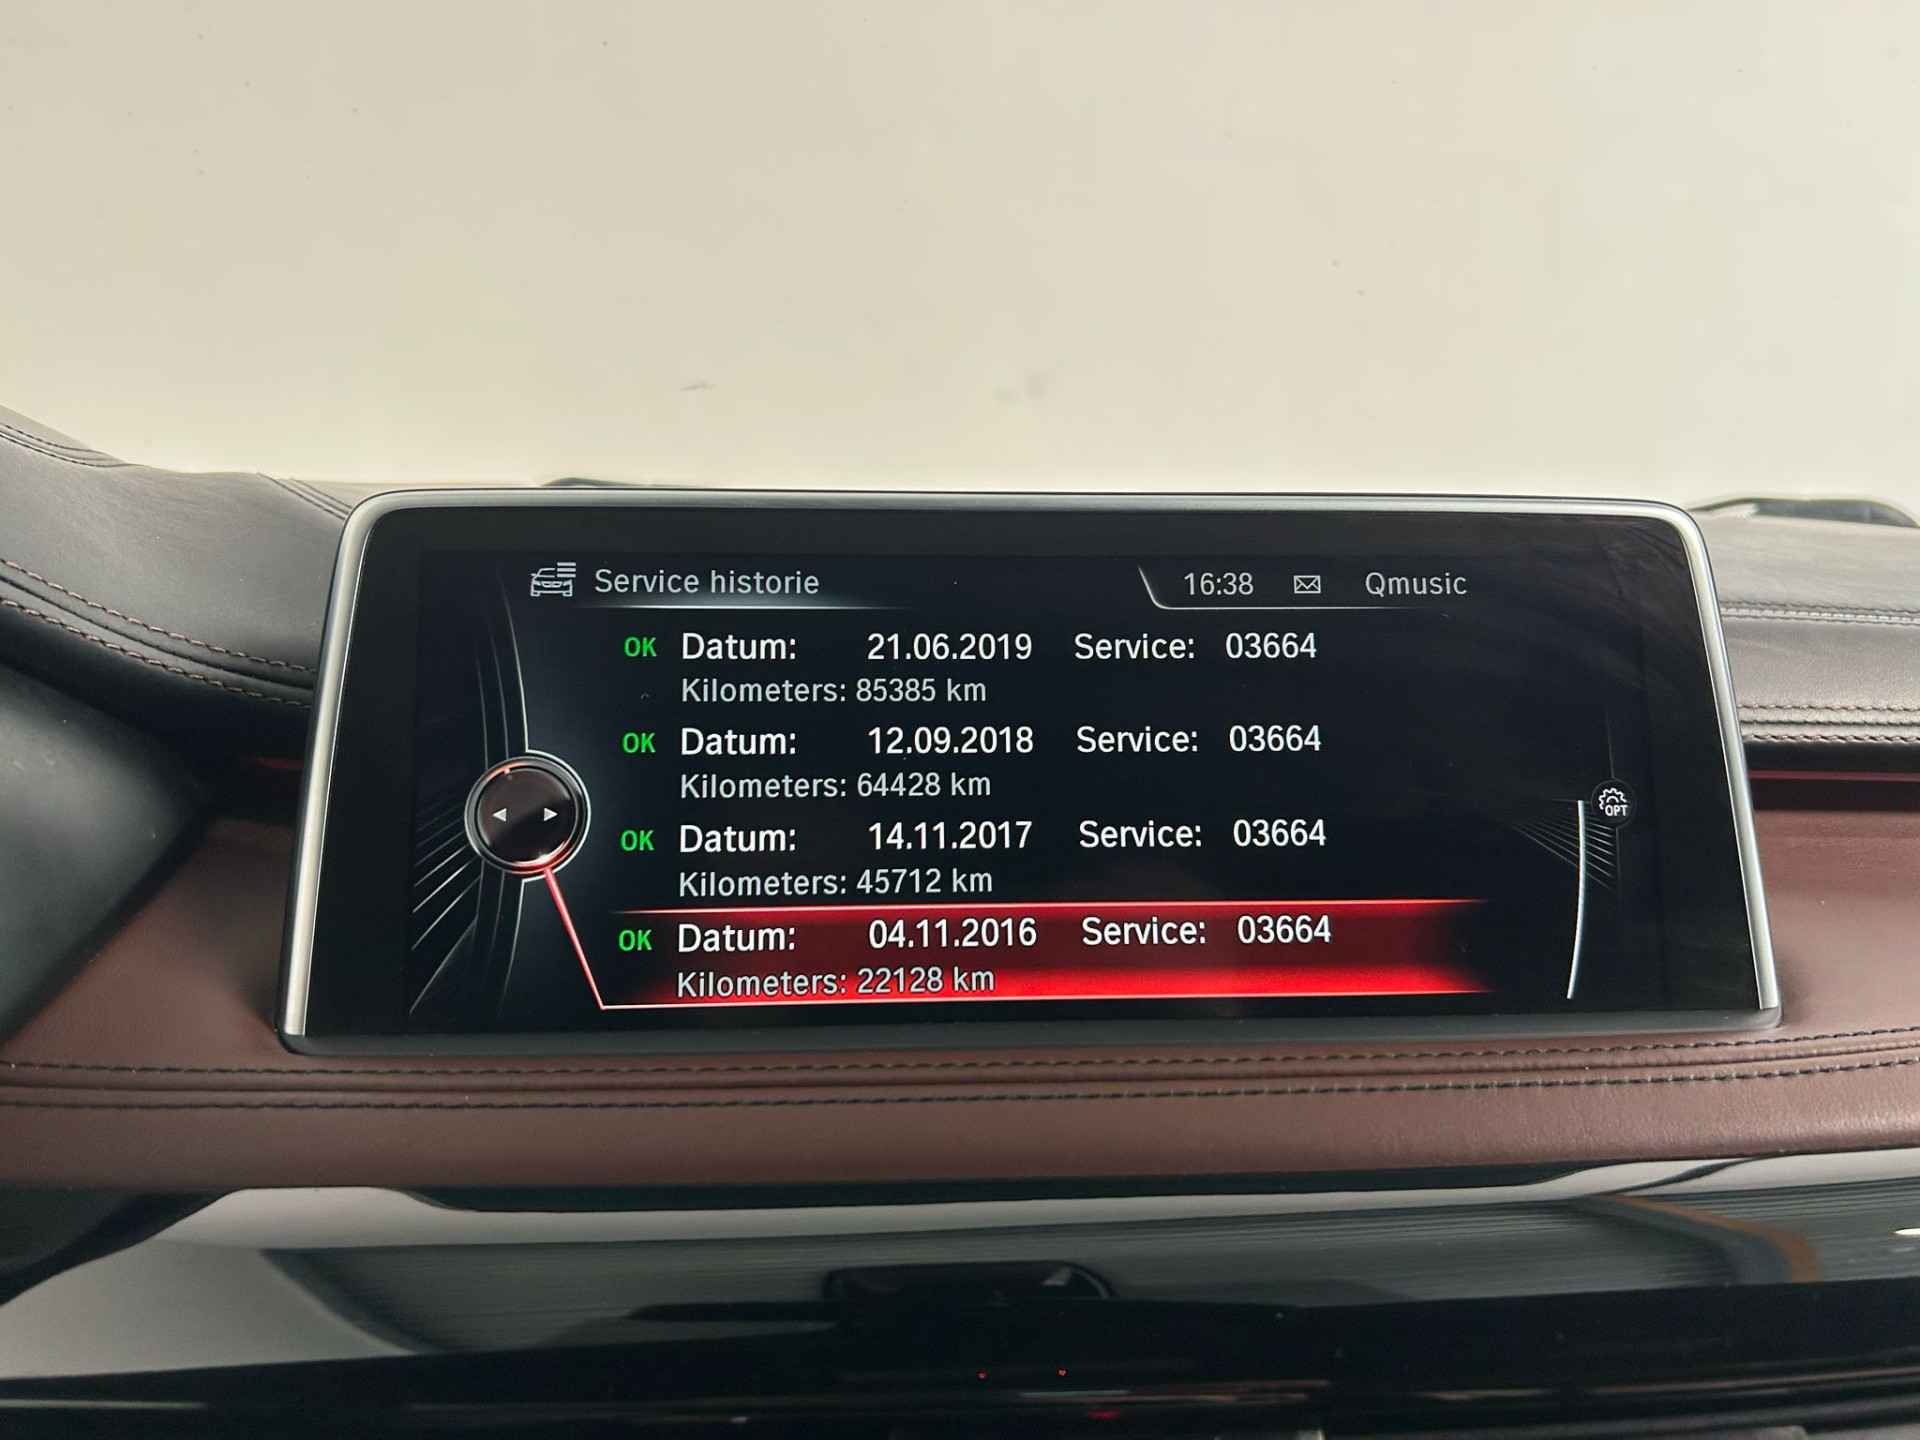 Service historie 16:38 Qmusic
OK Datum: 21.06.2019 Service: 03664
Kilometers: 85385 km
OK Datum: 12.09.2018 Service: 03664
Kilometers: 64428 km
OK Datum: 14.11.2017 Service: 03664
Kilometers: 45712 km
OPT
OK Datum: 04.11.2016 Service: 03664
Kilometers: 22128 km